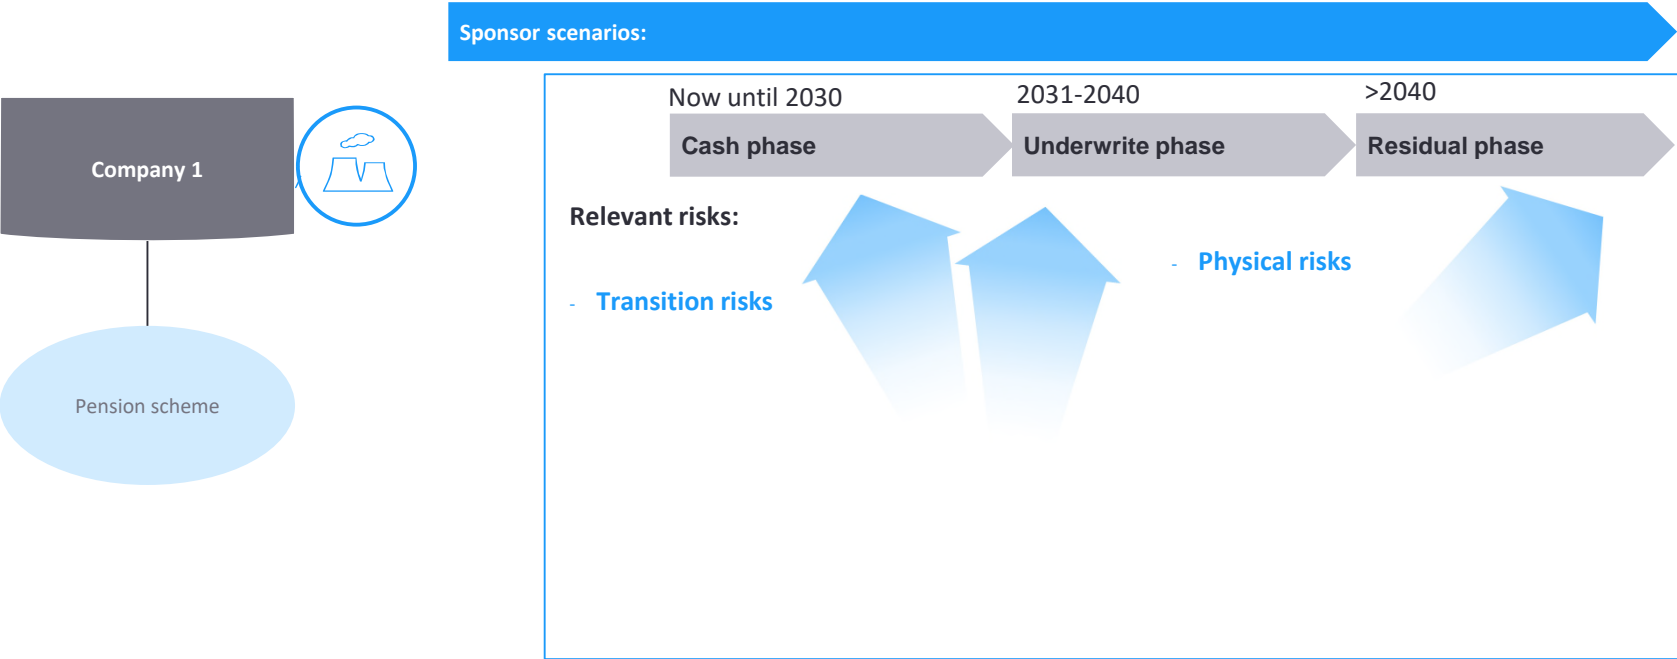 Sponsor scenarios:
Now until 2030
2031-2040
>2040
Cash phase
Underwrite phase
Residual phase
Company 1
Relevant risks:
- Physical risks
- Transition risks
Pension scheme